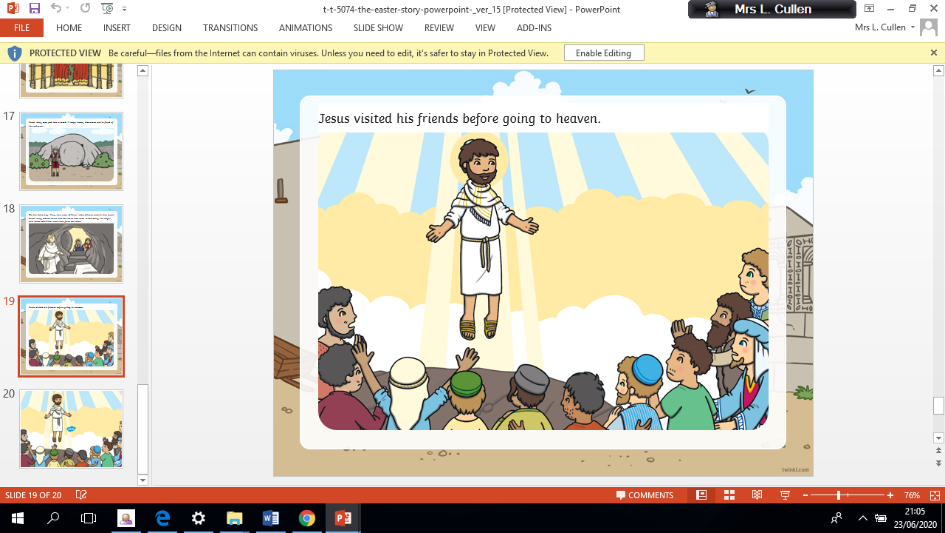 t-t-5074-the-easter-story-powerpoint-_ver_15 [Protected View] - PowerPoint
Mrs L. Cullen
FILE HOME INSERT DESIGN TRANSITIONS ANIMATIONS SLIDE SHOW REVIEW VIEW ADD-INS
Mrs L. Cullen
PROTECTED VIEW Be careful—files from the Internet can contain viruses. Unless you need to edit, it's safer to stay in Protected View. Enable Editing
17
18
19
20
Jesus visited his friends before going to heaven.
twinkl.com
SLIDE 19 OF 20
COMMENTS
76%
21:05
23/06/2020